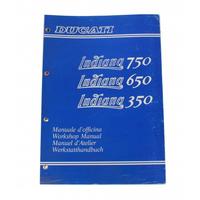 DUCATI
Indiana 750
Indiana 650
Indiana 350
Manuale d'officina
Workshop Manual
Manuel d'Atelier
Werkstatthandbuch